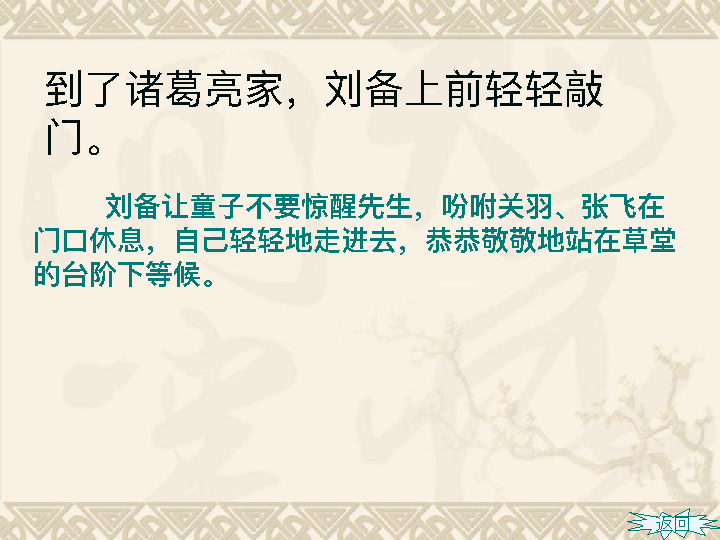 到了诸葛亮家，刘备上前轻轻敲
门。
刘备让童子不要惊醒先生，吩咐关羽、张飞在
门口休息，自己轻轻地走进去，恭恭敬敬地站在草堂
的台阶下等候。
返回